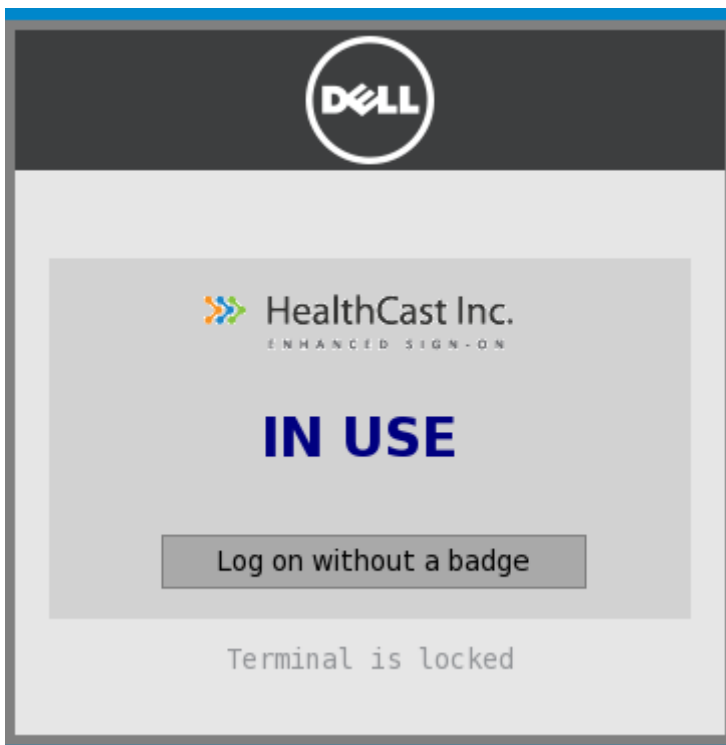 DELL
HealthCast Inc.
ENHANCED SIGN-ON
IN USE
Log on without a badge
Terminal is locked